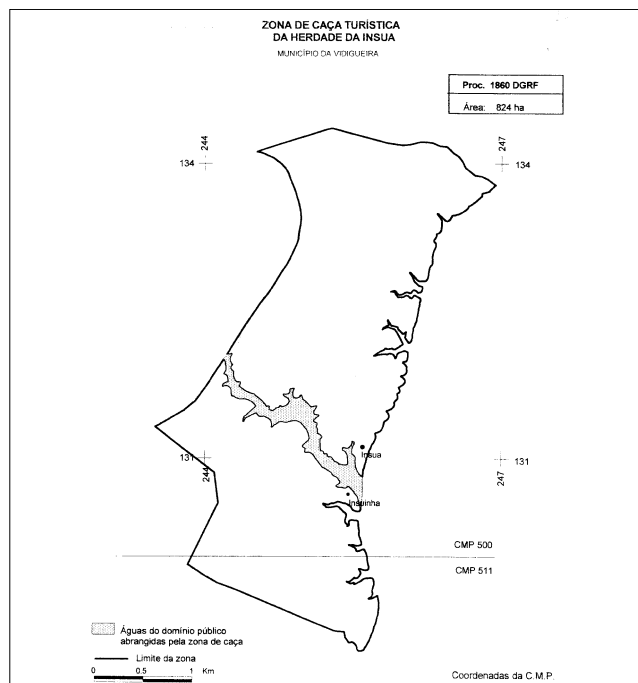 ZONA DE CAÇA TURÍSTICA
DA HERDADE DA INSUA
MUNICÍPIO DA VIDIGUEIRA
Proc. 1860 DGRF
Área: 824 ha
244
247
134
134
Insua
131
131
244
247
Insuinha
CMP 500
CMP 511
Águas do domínio público
abrangidas pela zona de caça
Limite da zona
0 0.5 1 Km
Coordenadas da C.M.P.